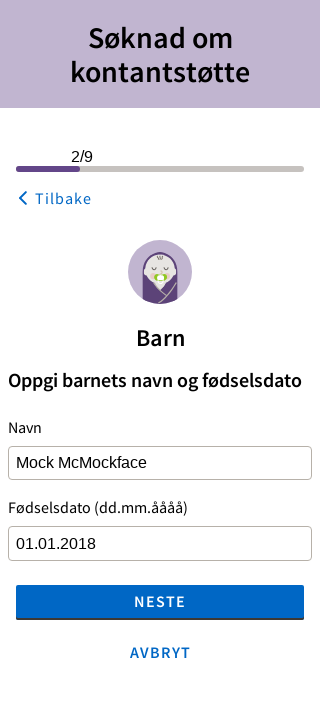 Søknad om
kontantstøtte
2/9
Tilbake
Barn
Oppgi barnets navn og fødselsdato
Navn
Mock McMockface
Fødselsdato (dd.mm.åååå)
01.01.2018
NESTE
AVBRYT